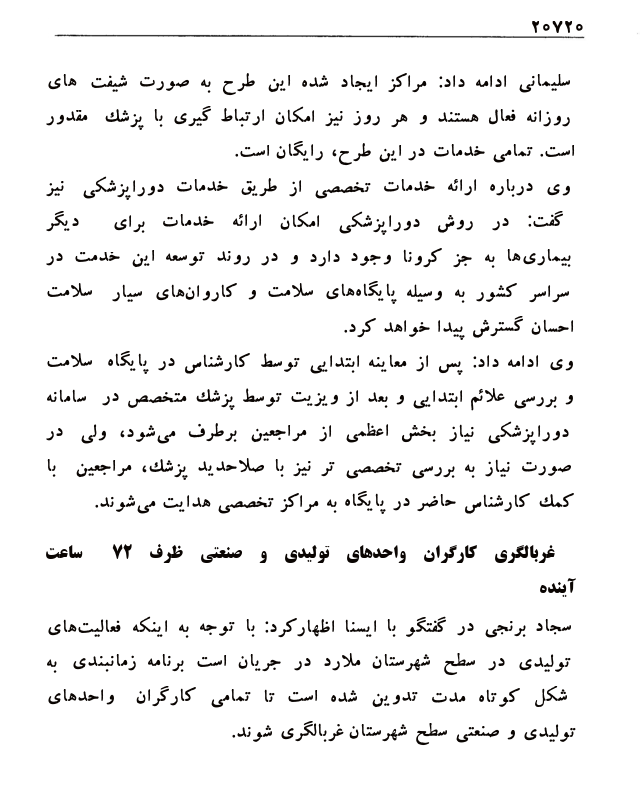 ۲۰۷۲۰
سلیمانی ادامه داد: مراکز ایجاد شده این طرح به صورت شیفت های
روزانه فعال هستند و هر روز نیز امکان ارتباط گیری با پزشك مقدور
است. تمامی خدمات در این طرح، رایگان است.
وی درباره ارائه خدمات تخصصی از طریق خدمات دوراپزشکی نیز
گفت: در روش دوراپزشکی امکان ارائه خدمات برای دیگر
بیماری‌ها به جز کرونا وجود دارد و در روند توسعه این خدمت در
سراسر کشور به وسیله پایگاه‌های سلامت و کاروان‌های سیار سلامت
احسان گسترش پیدا خواهد کرد.
وی ادامه داد: پس از معاینه ابتدایی توسط کارشناس در پایگاه سلامت
و بررسی علائم ابتدایی و بعد از ویزیت توسط پزشك متخصص در سامانه
دوراپزشکی نیاز بخش اعظمی از مراجعین برطرف می‌شود، ولی در
صورت نیاز به بررسی تخصصی تر نیز با صلاحدید پزشك، مراجعین با
کمك کارشناس حاضر در پایگاه به مراکز تخصصی هدایت می‌شوند.
غربالگری کارگران واحدهای تولیدی و صنعتی ظرف ۷۲ ساعت
آینده
سجاد برنجی در گفتگو با ایسنا اظهارکرد: با توجه به اینکه فعالیت‌های
تولیدی در سطح شهرستان ملارد در جریان است برنامه زمانبندی به
شکل کوتاه مدت تدوین شده است تا تمامی کارگران واحدهای
تولیدی و صنعتی سطح شهرستان غربالگری شوند.